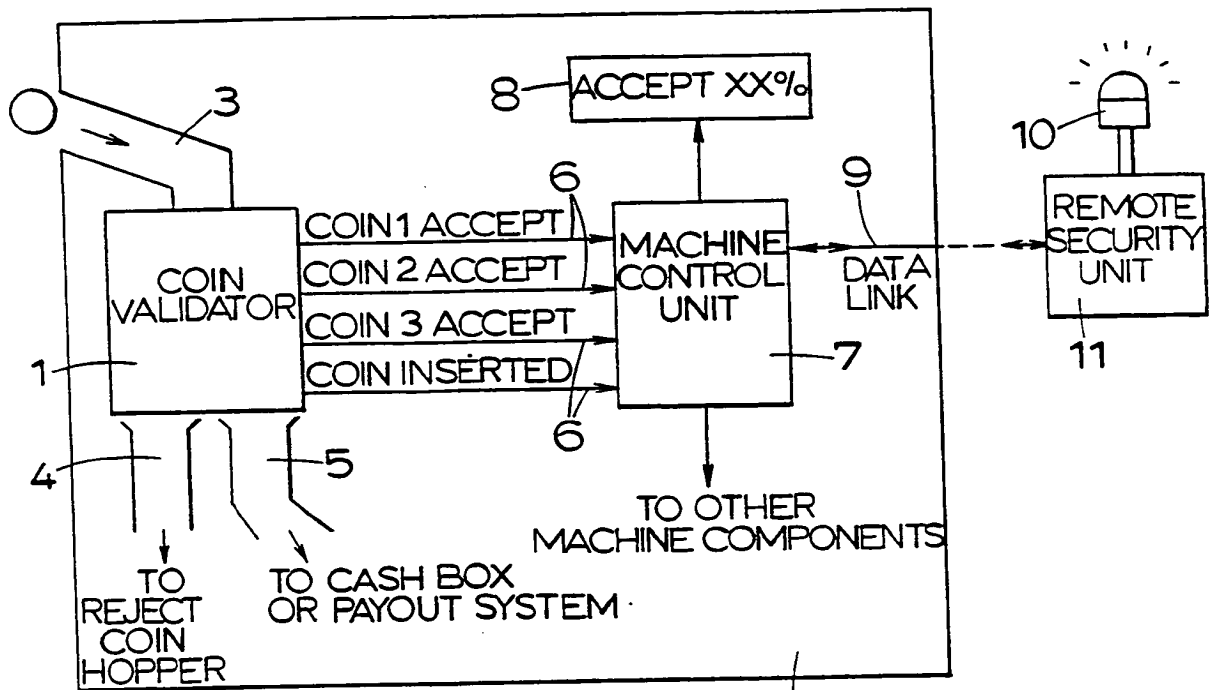 3
8
ACCEPT XX%
10
6
COIN 1 ACCEPT
COIN 2 ACCEPT
COIN 3 ACCEPT
COIN INSERTED
6
COIN
VALIDATOR
1
MACHINE
CONTROL
UNIT
7
9
DATA
LINK
REMOTE
SECURITY
UNIT
11
4
5
TO
REJECT
COIN
HOPPER
TO CASH BOX
OR PAYOUT SYSTEM
TO OTHER
MACHINE COMPONENTS